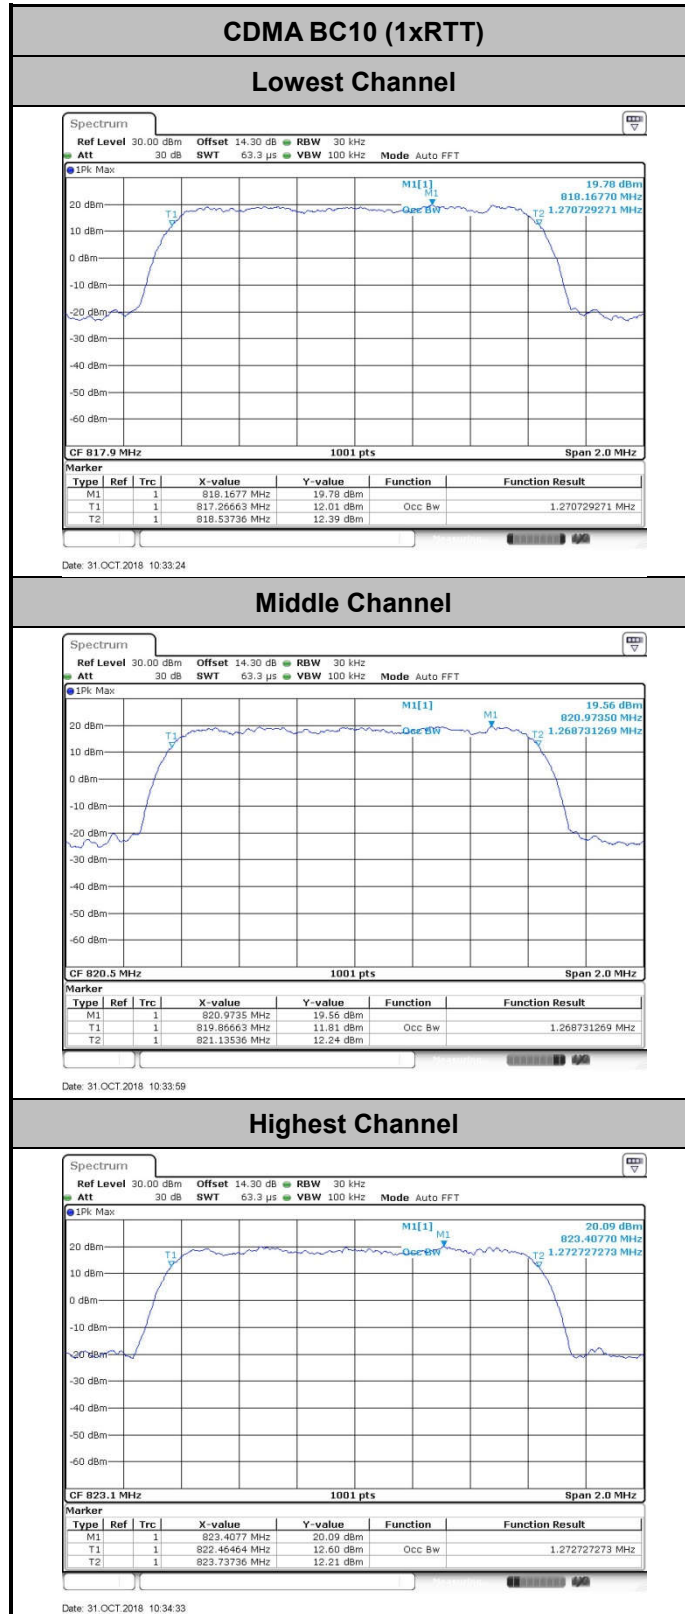 CDMA BC10 (1xRTT)
Lowest Channel
Spectrum
Ref Level 30.00 dBm Offset 14.30 dB RBW 30 kHz
Att 30 dB SWT 63.3 µs VBW 100 kHz Mode Auto FFT
1Pk Max
M1[1] 19.78 dBm
M1
818.16770 MHz
20 dBm
T1
Occ Bw
T2
1.270729271 MHz
10 dBm
0 dBm
-10 dBm
-20 dBm
-30 dBm
-40 dBm
-50 dBm
-60 dBm
CF 817.9 MHz 1001 pts Span 2.0 MHz
Marker
Type Ref Trc X-value Y-value Function Function Result
M1 1 818.1677 MHz 19.78 dBm
T1 1 817.26663 MHz 12.01 dBm Occ Bw 1.270729271 MHz
T2 1 818.53736 MHz 12.39 dBm
Date: 31.OCT.2018 10:33:24
Middle Channel
Spectrum
Ref Level 30.00 dBm Offset 14.30 dB RBW 30 kHz
Att 30 dB SWT 63.3 µs VBW 100 kHz Mode Auto FFT
1Pk Max
M1[1] 19.56 dBm
M1
820.97350 MHz
20 dBm
T1
Occ Bw
T2
1.268731269 MHz
10 dBm
0 dBm
-10 dBm
-20 dBm
-30 dBm
-40 dBm
-50 dBm
-60 dBm
CF 820.5 MHz 1001 pts Span 2.0 MHz
Marker
Type Ref Trc X-value Y-value Function Function Result
M1 1 820.9735 MHz 19.56 dBm
T1 1 819.86663 MHz 11.81 dBm Occ Bw 1.268731269 MHz
T2 1 821.13536 MHz 12.24 dBm
Date: 31.OCT.2018 10:33:59
Highest Channel
Spectrum
Ref Level 30.00 dBm Offset 14.30 dB RBW 30 kHz
Att 30 dB SWT 63.3 µs VBW 100 kHz Mode Auto FFT
1Pk Max
M1[1] 20.09 dBm
M1
823.40770 MHz
20 dBm
T1
Occ Bw
T2
1.272727273 MHz
10 dBm
0 dBm
-10 dBm
-20 dBm
-30 dBm
-40 dBm
-50 dBm
-60 dBm
CF 823.1 MHz 1001 pts Span 2.0 MHz
Marker
Type Ref Trc X-value Y-value Function Function Result
M1 1 823.4077 MHz 20.09 dBm
T1 1 822.46464 MHz 12.60 dBm Occ Bw 1.272727273 MHz
T2 1 823.73736 MHz 12.21 dBm
Date: 31.OCT.2018 10:34:33